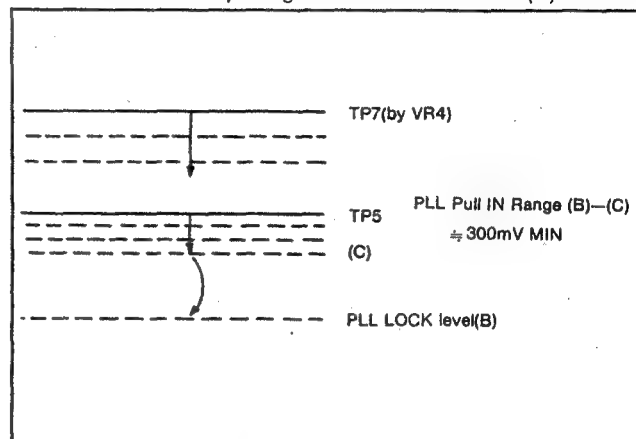 TP7(by VR4)
TP5
PLL Pull IN Range (B)—(C)
≒300mV MIN
(C)
PLL LOCK level(B)